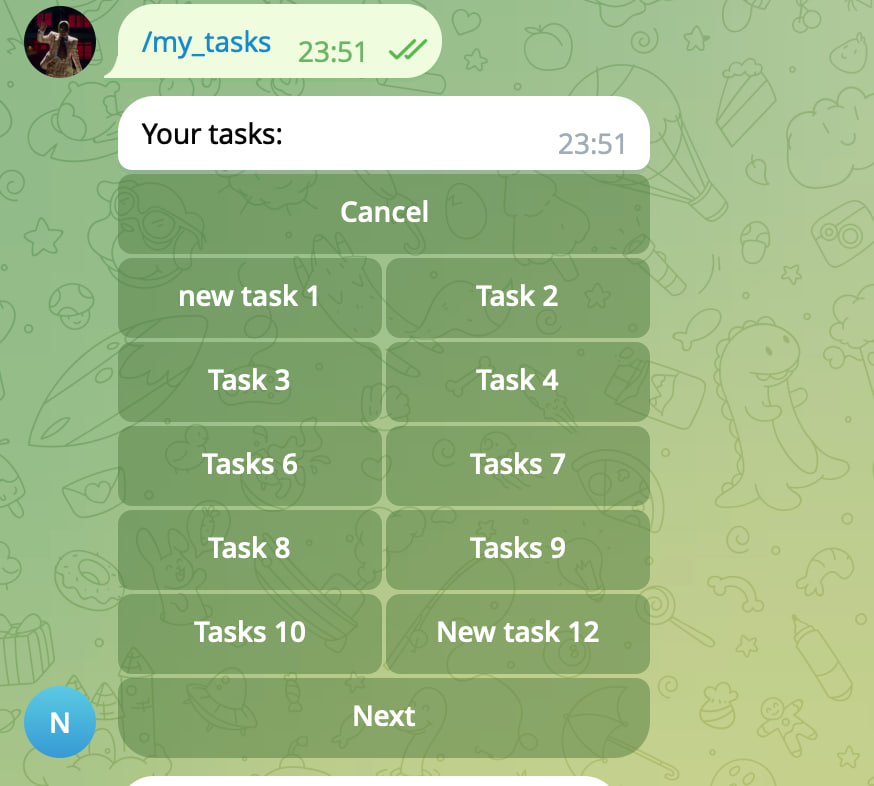 /my_tasks 23:51
Your tasks: 23:51
Cancel
new task 1 Task 2
Task 3 Task 4
Tasks 6 Tasks 7
Task 8 Tasks 9
Tasks 10 New task 12
Next
N